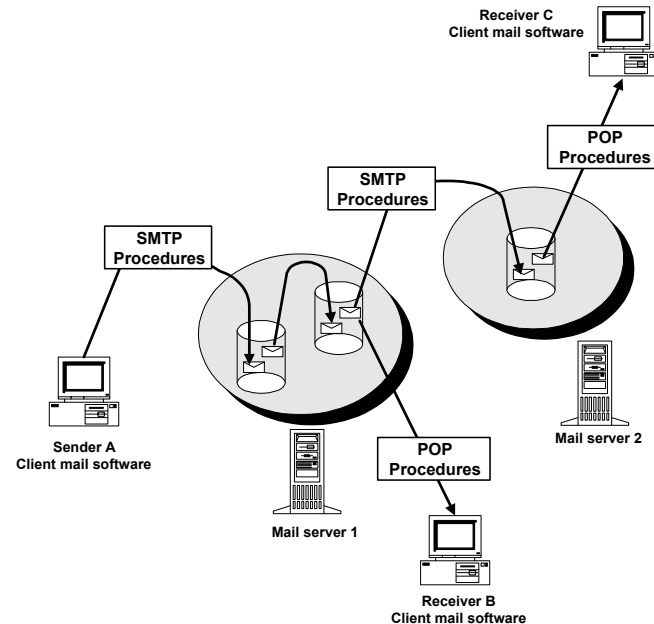 Receiver C
Client mail software
POP
Procedures
SMTP
Procedures
SMTP
Procedures
Mail server 2
Sender A
Client mail software
POP
Procedures
Mail server 1
Receiver B
Client mail software